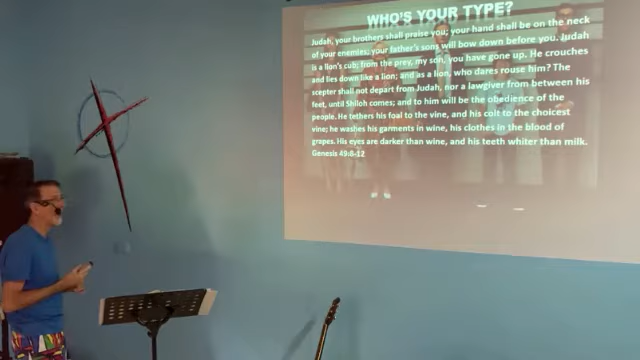 WHO'S YOUR TYPE?
Judah, your brothers shall praise you; your hand shall be on the neck
of your enemies, your father's sons will bow down before you. Judah
is a lion's cub; from the prey, my son, you have gone up. He crouches
and lies down like a lion; and as a lion, who dares rouse him? The
scepter shall not depart from Judah, nor a lawgiver from between his
feet, until Shiloh comes; and to him will be the obedience of the
people. He tethers his foal to the vine, and his colt to the choicest
vine; he washes his garments in wine, his clothes in the blood of
grapes. His eyes are darker than wine, and his teeth whiter than milk.
Genesis 49:8-12